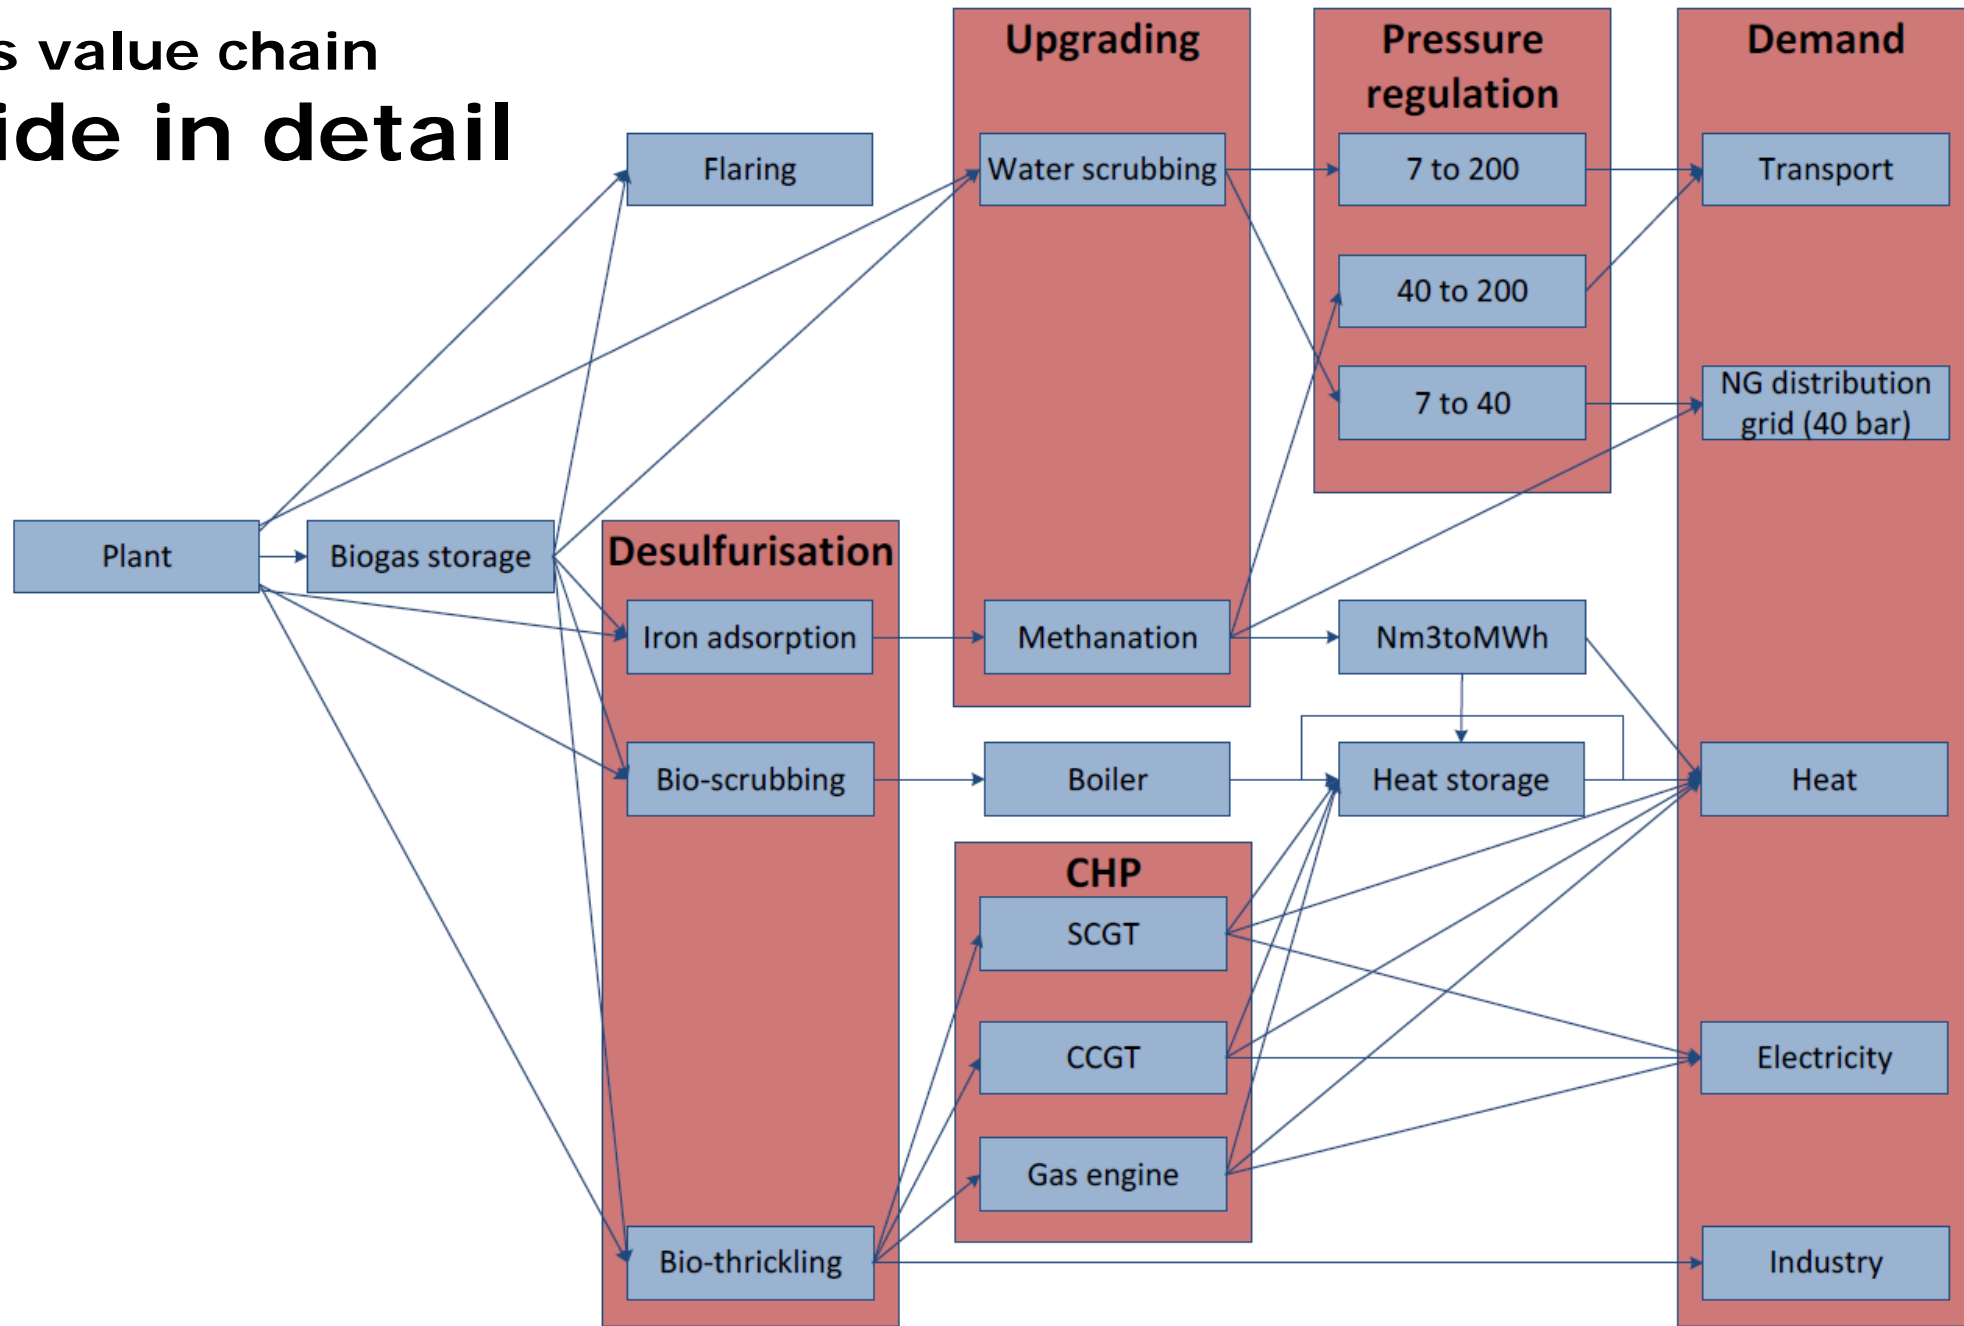 s value chain
ide in detail
Upgrading
Pressure
regulation
Demand
Flaring
Water scrubbing
7 to 200
Transport
40 to 200
7 to 40
NG distribution
grid (40 bar)
Plant
Biogas storage
Desulfurisation
Iron adsorption
Methanation
Nm3toMWh
Bio-scrubbing
Boiler
Heat storage
Heat
CHP
SCGT
CCGT
Electricity
Gas engine
Bio-thrickling
Industry